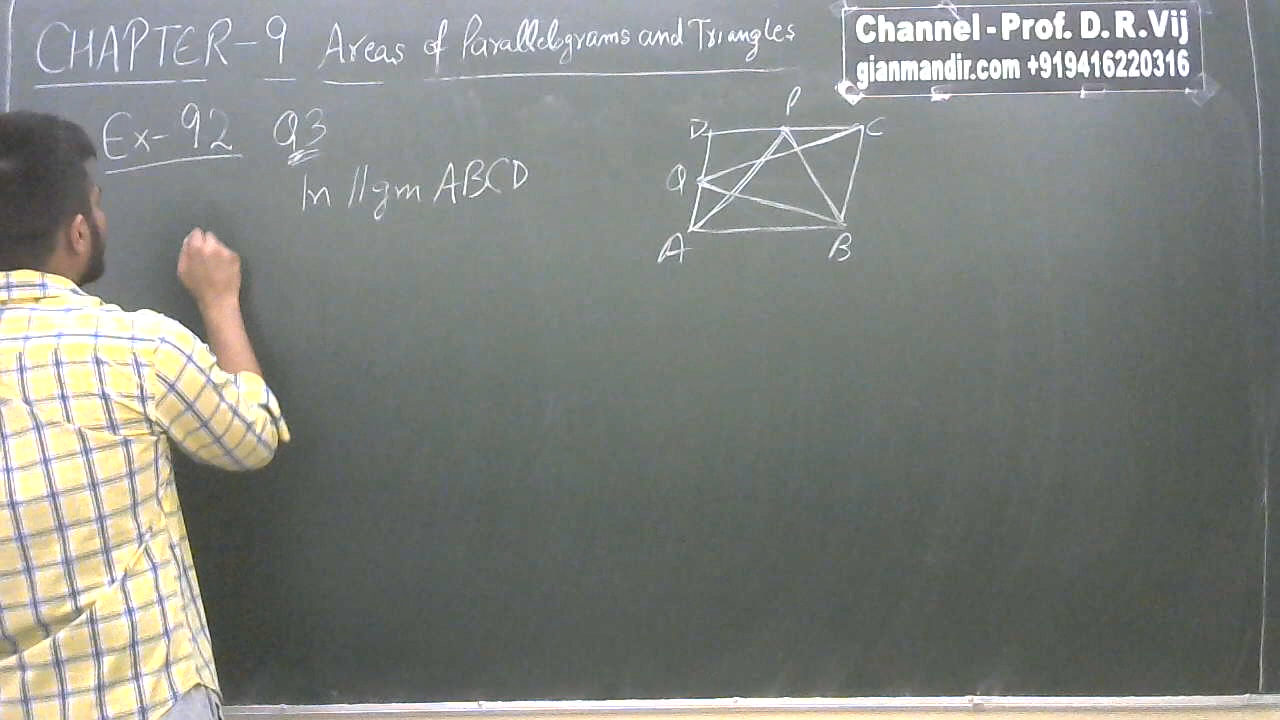 CHAPTER-9 Areas of Parallelograms and Triangles
Channel - Prof. D. R. Vij
gianmandir.com +919416220316
Ex-9.2 Q3
In ||gm ABCD
D P C
Q
A B